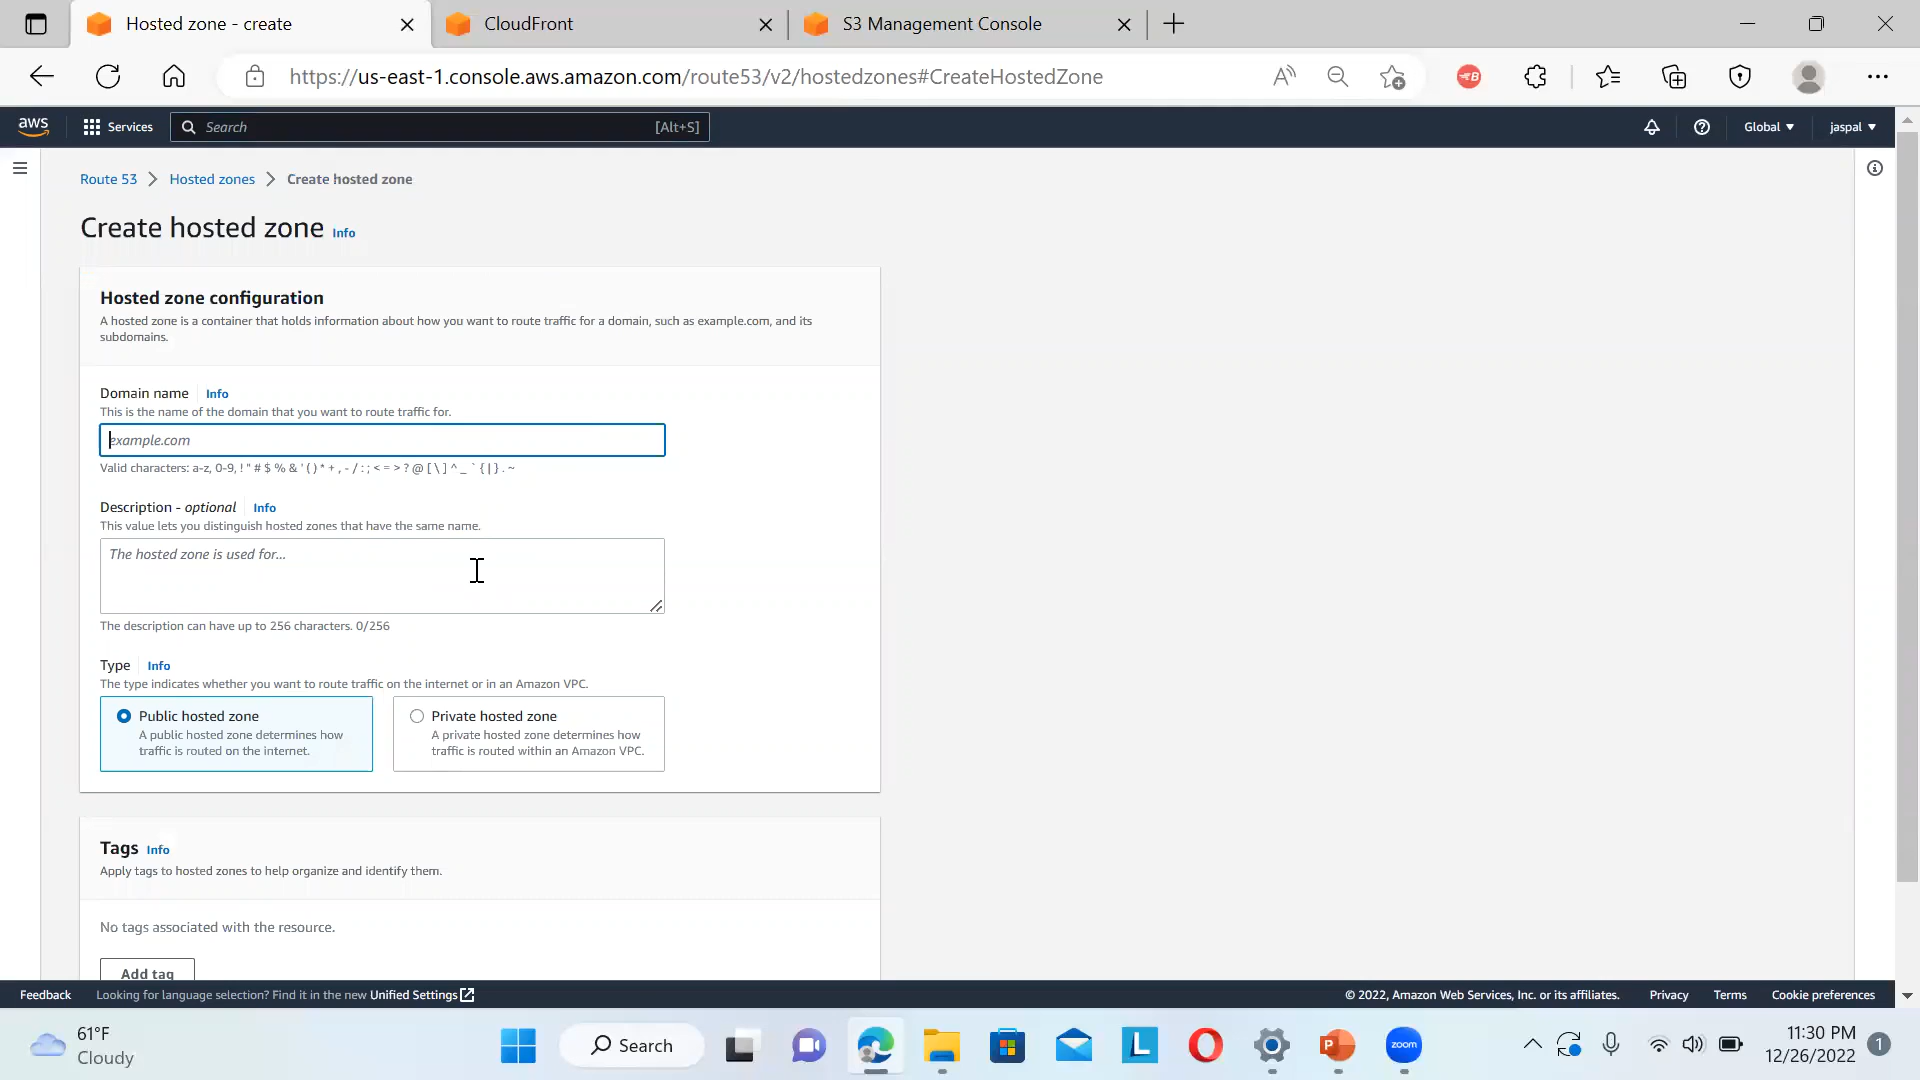 Hosted zone - create
CloudFront
S3 Management Console
https://us-east-1.console.aws.amazon.com/route53/v2/hostedzones#CreateHostedZone
aws
Services
Search
[Alt+S]
Global
jaspal
Route 53 > Hosted zones > Create hosted zone
Create hosted zone Info
Hosted zone configuration
A hosted zone is a container that holds information about how you want to route traffic for a domain, such as example.com, and its
subdomains.
Domain name Info
This is the name of the domain that you want to route traffic for.
example.com
Valid characters: a-z, 0-9, ! " # $ % & ' ( ) * + , - / : ; < = > ? @ [ \ ] ^ _ ` { | } . ~
Description - optional Info
This value lets you distinguish hosted zones that have the same name.
The hosted zone is used for...
The description can have up to 256 characters. 0/256
Type Info
The type indicates whether you want to route traffic on the internet or in an Amazon VPC.
Public hosted zone
A public hosted zone determines how
traffic is routed on the internet.
Private hosted zone
A private hosted zone determines how
traffic is routed within an Amazon VPC.
Tags Info
Apply tags to hosted zones to help organize and identify them.
No tags associated with the resource.
Add tag
Feedback
Looking for language selection? Find it in the new Unified Settings
© 2022, Amazon Web Services, Inc. or its affiliates.
Privacy
Terms
Cookie preferences
61°F
Cloudy
Search
L
P
zoom
11:30 PM
12/26/2022
1